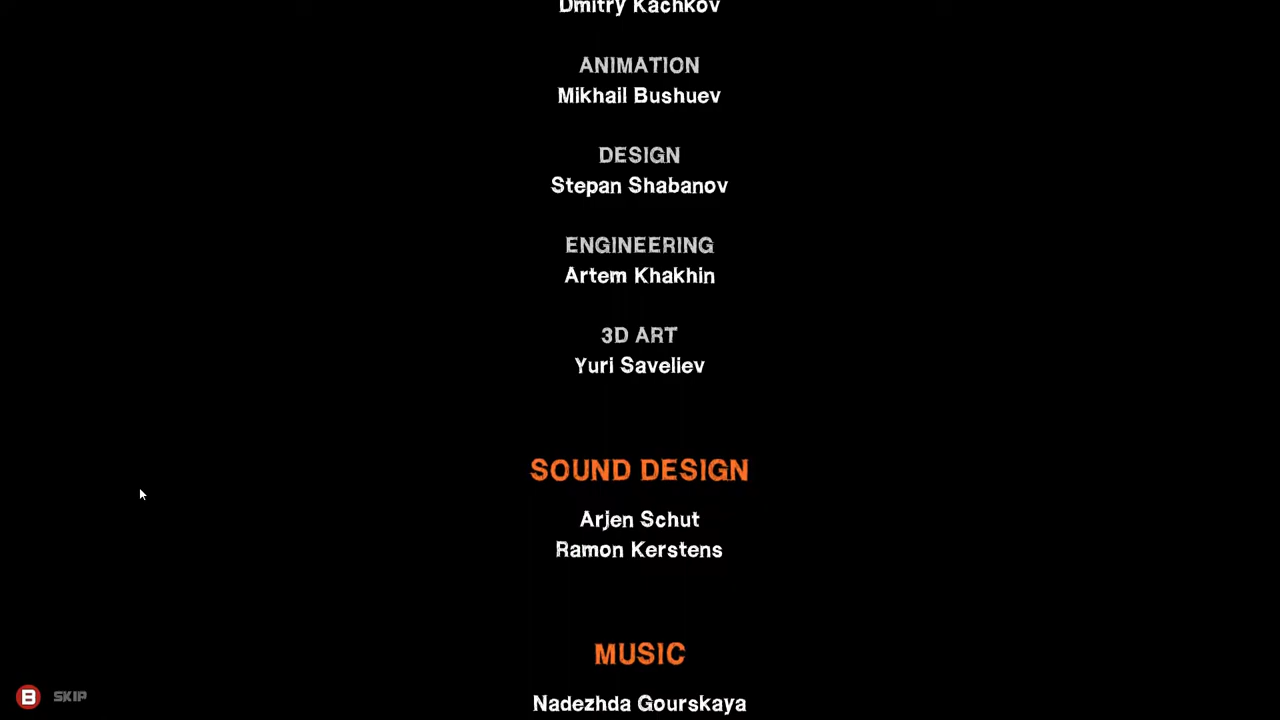 Dmitry Kachkov
ANIMATION
Mikhail Bushuev
DESIGN
Stepan Shabanov
ENGINEERING
Artem Khakhin
3D ART
Yuri Saveliev
SOUND DESIGN
Arjen Schut
Ramon Kerstens
MUSIC
Nadezhda Gourskaya
B SKIP